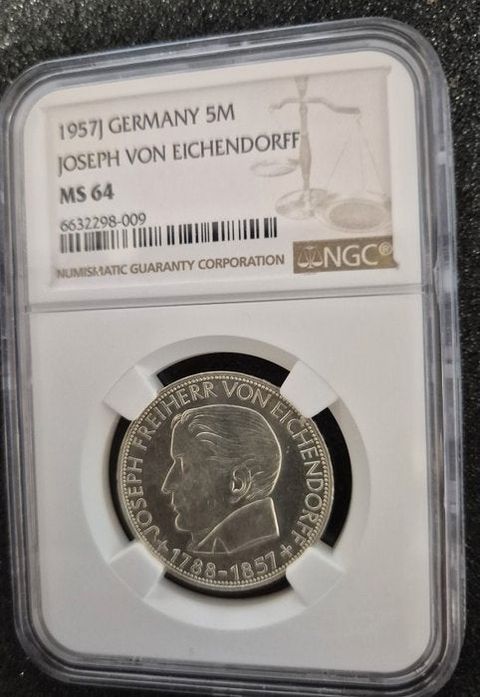 1957J GERMANY 5M
JOSEPH VON EICHENDORFF
MS 64
6632298-009
NUMISMATIC GUARANTY CORPORATION
NGC®
JOSEPH FREIHERR VON EICHENDORFF
+ 1788-1857 +